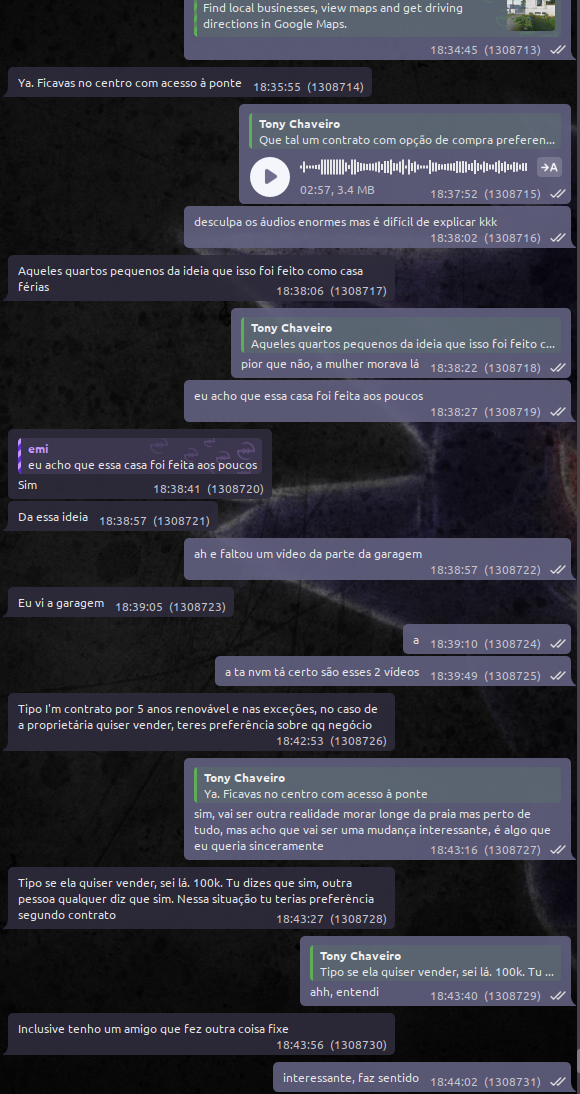 Find local businesses, view maps and get driving
directions in Google Maps.
18:34:45 (1308713)
Ya. Ficavas no centro com acesso à ponte 18:35:55 (1308714)
Tony Chaveiro
Que tal um contrato com opção de compra preferen...
→A
02:57, 3.4 MB 18:37:52 (1308715)
desculpa os áudios enormes mas é difícil de explicar kkk
18:38:02 (1308716)
Aqueles quartos pequenos da ideia que isso foi feito como casa
férias 18:38:06 (1308717)
Tony Chaveiro
Aqueles quartos pequenos da ideia que isso foi feito c...
pior que não, a mulher morava lá 18:38:22 (1308718)
eu acho que essa casa foi feita aos poucos
18:38:27 (1308719)
emi
eu acho que essa casa foi feita aos poucos
Sim 18:38:41 (1308720)
Da essa ideia 18:38:57 (1308721)
ah e faltou um vídeo da parte da garagem
18:38:57 (1308722)
Eu vi a garagem 18:39:05 (1308723)
a 18:39:10 (1308724)
a ta nvm tá certo são esses 2 vídeos 18:39:49 (1308725)
Tipo I'm contrato por 5 anos renovável e nas exceções, no caso de
a proprietária quiser vender, teres preferência sobre qq negócio
18:42:53 (1308726)
Tony Chaveiro
Ya. Ficavas no centro com acesso à ponte
sim, vai ser outra realidade morar longe da praia mas perto de
tudo, mas acho que vai ser uma mudança interessante, é algo que
eu queria sinceramente 18:43:16 (1308727)
Tipo se ela quiser vender, sei lá. 100k. Tu dizes que sim, outra
pessoa qualquer diz que sim. Nessa situação tu terias preferência
segundo contrato 18:43:27 (1308728)
Tony Chaveiro
Tipo se ela quiser vender, sei lá. 100k. Tu ...
ahh, entendi 18:43:40 (1308729)
Inclusive tenho um amigo que fez outra coisa fixe
18:43:56 (1308730)
interessante, faz sentido 18:44:02 (1308731)